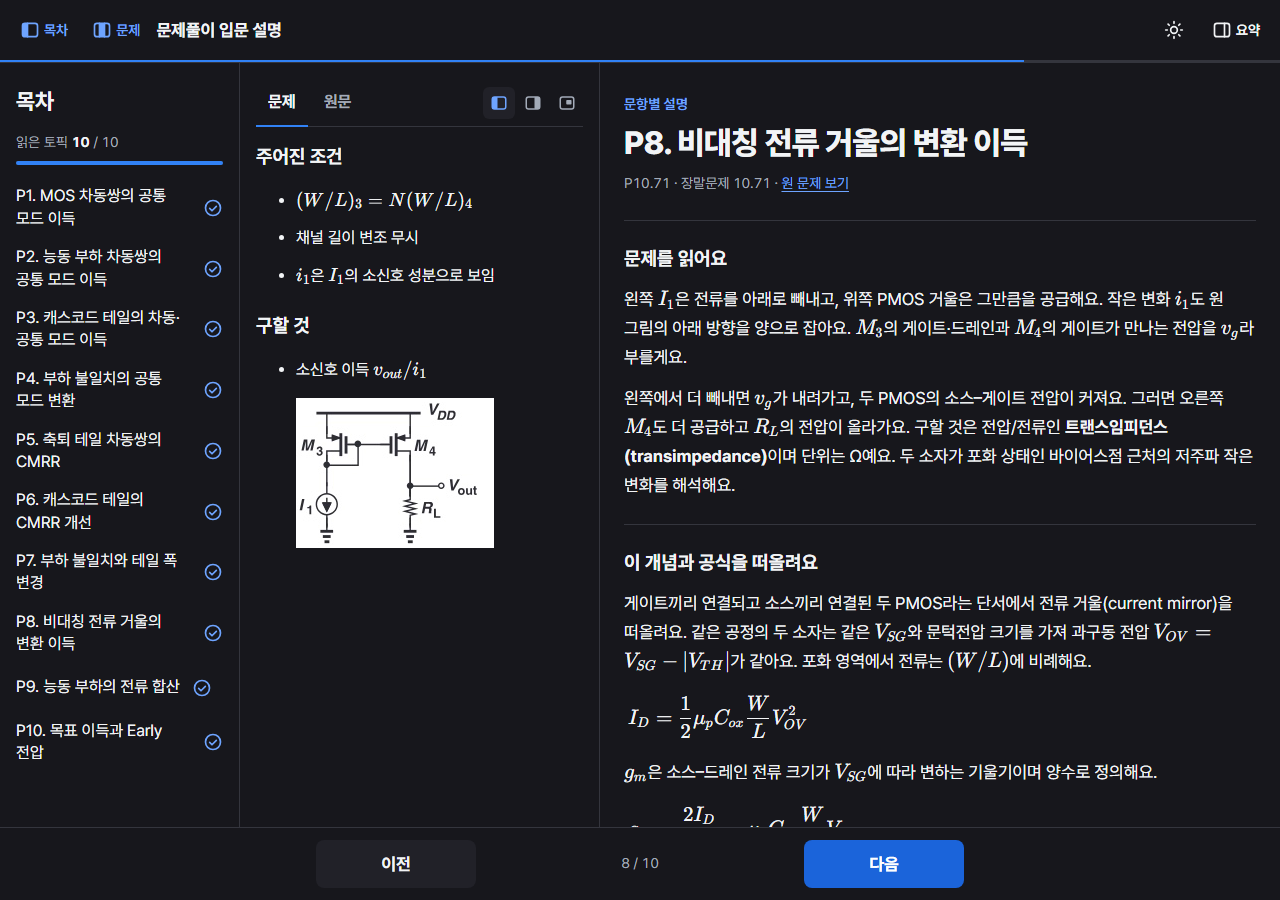 목차
문제
문제풀이 입문 설명
요약
목차
읽은 토픽 10 / 10
P1. MOS 차동쌍의 공통
모드 이득
P2. 능동 부하 차동쌍의
공통 모드 이득
P3. 캐스코드 테일의 차동·
공통 모드 이득
P4. 부하 불일치의 공통
모드 변환
P5. 축퇴 테일 차동쌍의
CMRR
P6. 캐스코드 테일의
CMRR 개선
P7. 부하 불일치와 테일 폭
변경
P8. 비대칭 전류 거울의
변환 이득
P9. 능동 부하의 전류 합산
P10. 목표 이득과 Early
전압
문제
원문
주어진 조건
(W/L)₃ = N(W/L)₄
채널 길이 변조 무시
i₁은 I₁의 소신호 성분으로 보임
구할 것
소신호 이득 v_out/i₁
V_DD
M₃
M₄
V_out
I₁
R_L
문항별 설명
P8. 비대칭 전류 거울의 변환 이득
P10.71 · 장말문제 10.71 · 원 문제 보기
문제를 읽어요
왼쪽 I₁은 전류를 아래로 빼내고, 위쪽 PMOS 거울은 그만큼을 공급해요. 작은 변화 i₁도 원
그림의 아래 방향을 양으로 잡아요. M₃의 게이트·드레인과 M₄의 게이트가 만나는 전압을 v_g라
부를게요.
왼쪽에서 더 빼내면 v_g가 내려가고, 두 PMOS의 소스–게이트 전압이 커져요. 그러면 오른쪽
M₄도 더 공급하고 R_L의 전압이 올라가요. 구할 것은 전압/전류인 트랜스임피던스
(transimpedance)이며 단위는 Ω예요. 두 소자가 포화 상태인 바이어스점 근처의 저주파 작은
변화를 해석해요.
이 개념과 공식을 떠올려요
게이트끼리 연결되고 소스끼리 연결된 두 PMOS라는 단서에서 전류 거울(current mirror)을
떠올려요. 같은 공정의 두 소자는 같은 V_SG와 문턱전압 크기를 가져 과구동 전압 V_OV =
V_SG − |V_TH|가 같아요. 포화 영역에서 전류는 (W/L)에 비례해요.
I_D = 1/2 μ_p C_ox W/L V_OV²
g_m은 소스–드레인 전류 크기가 V_SG에 따라 변하는 기울기이며 양수로 정의해요.
2I_D W
이전
8 / 10
다음